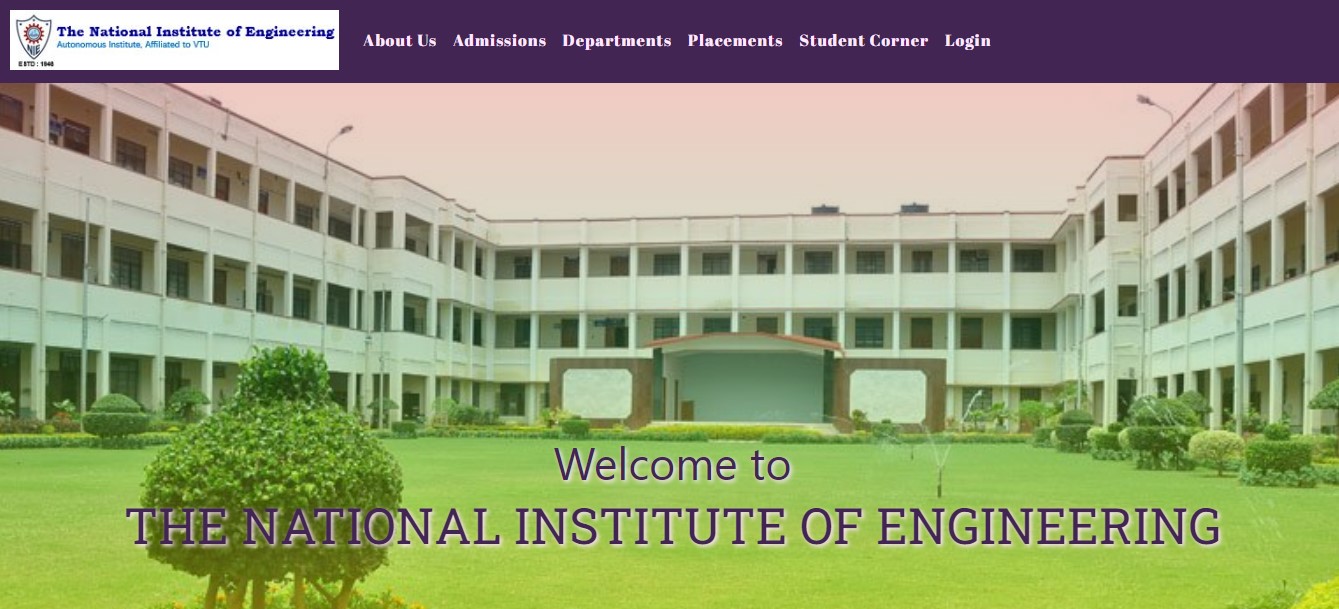 The National Institute of Engineering
Autonomous Institute, Affiliated to VTU
NIE
ESTD : 1946
About Us Admissions Departments Placements Student Corner Login
Welcome to
THE NATIONAL INSTITUTE OF ENGINEERING